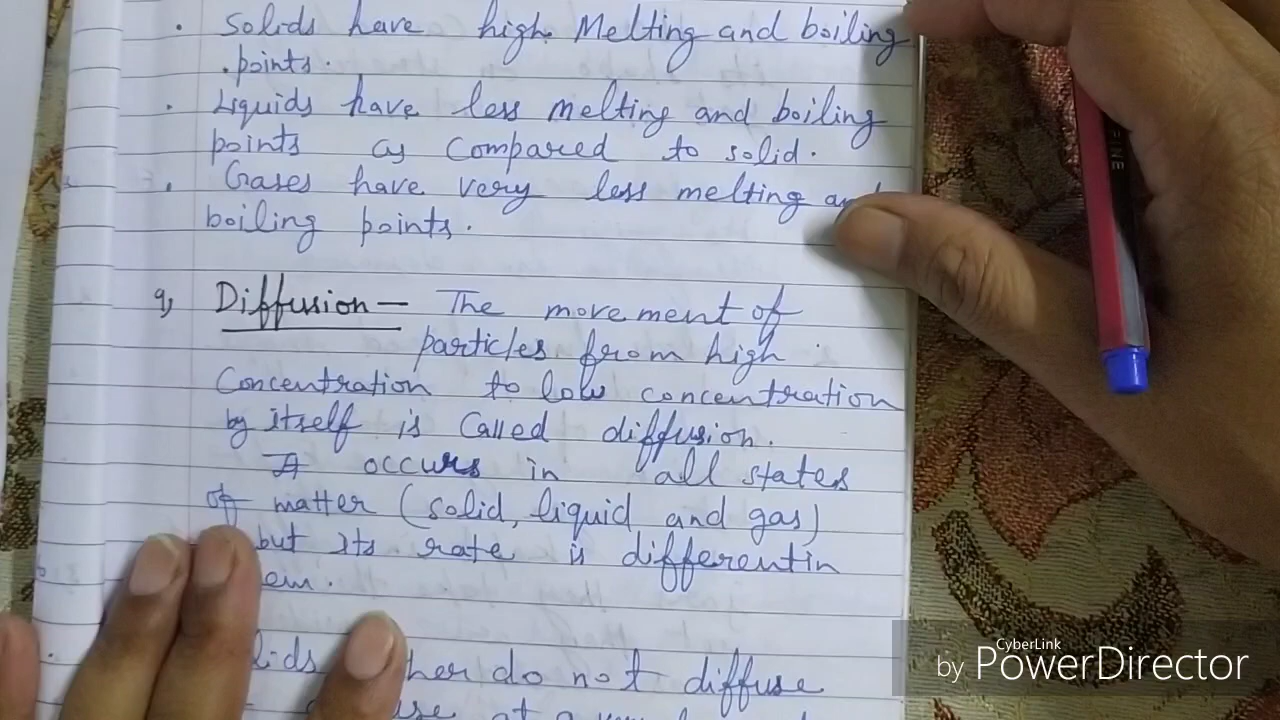 . Solids have high Melting and boiling
points.
. Liquids have less melting and boiling
points as compared to solid.
. Gases have very less melting
boiling points.
9) Diffusion — The movement of
particles from high
Concentration to low concentration
by itself is Called diffusion.
It occurs in all states
of matter (solid, liquid and gas)
but its rate is different in
do not diffuse
at a
FINE
CyberLink
by PowerDirector